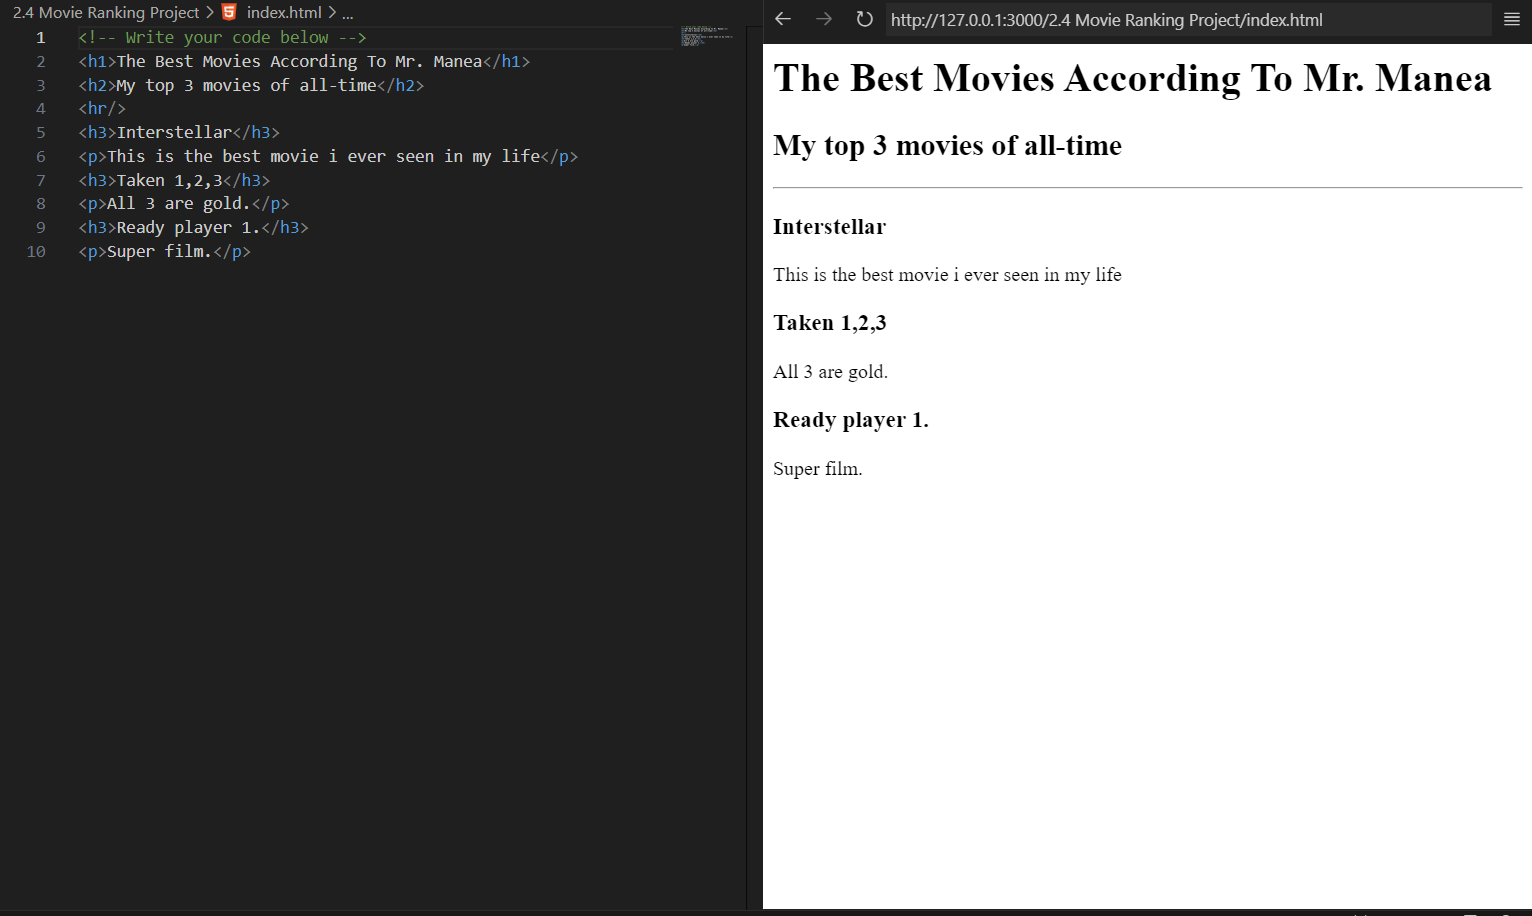 2.4 Movie Ranking Project > index.html > ...
1 <!-- Write your code below -->
2 <h1>The Best Movies According To Mr. Manea</h1>
3 <h2>My top 3 movies of all-time</h2>
4 <hr/>
5 <h3>Interstellar</h3>
6 <p>This is the best movie i ever seen in my life</p>
7 <h3>Taken 1,2,3</h3>
8 <p>All 3 are gold.</p>
9 <h3>Ready player 1.</h3>
10 <p>Super film.</p>
http://127.0.0.1:3000/2.4 Movie Ranking Project/index.html
The Best Movies According To Mr. Manea
My top 3 movies of all-time
Interstellar
This is the best movie i ever seen in my life
Taken 1,2,3
All 3 are gold.
Ready player 1.
Super film.